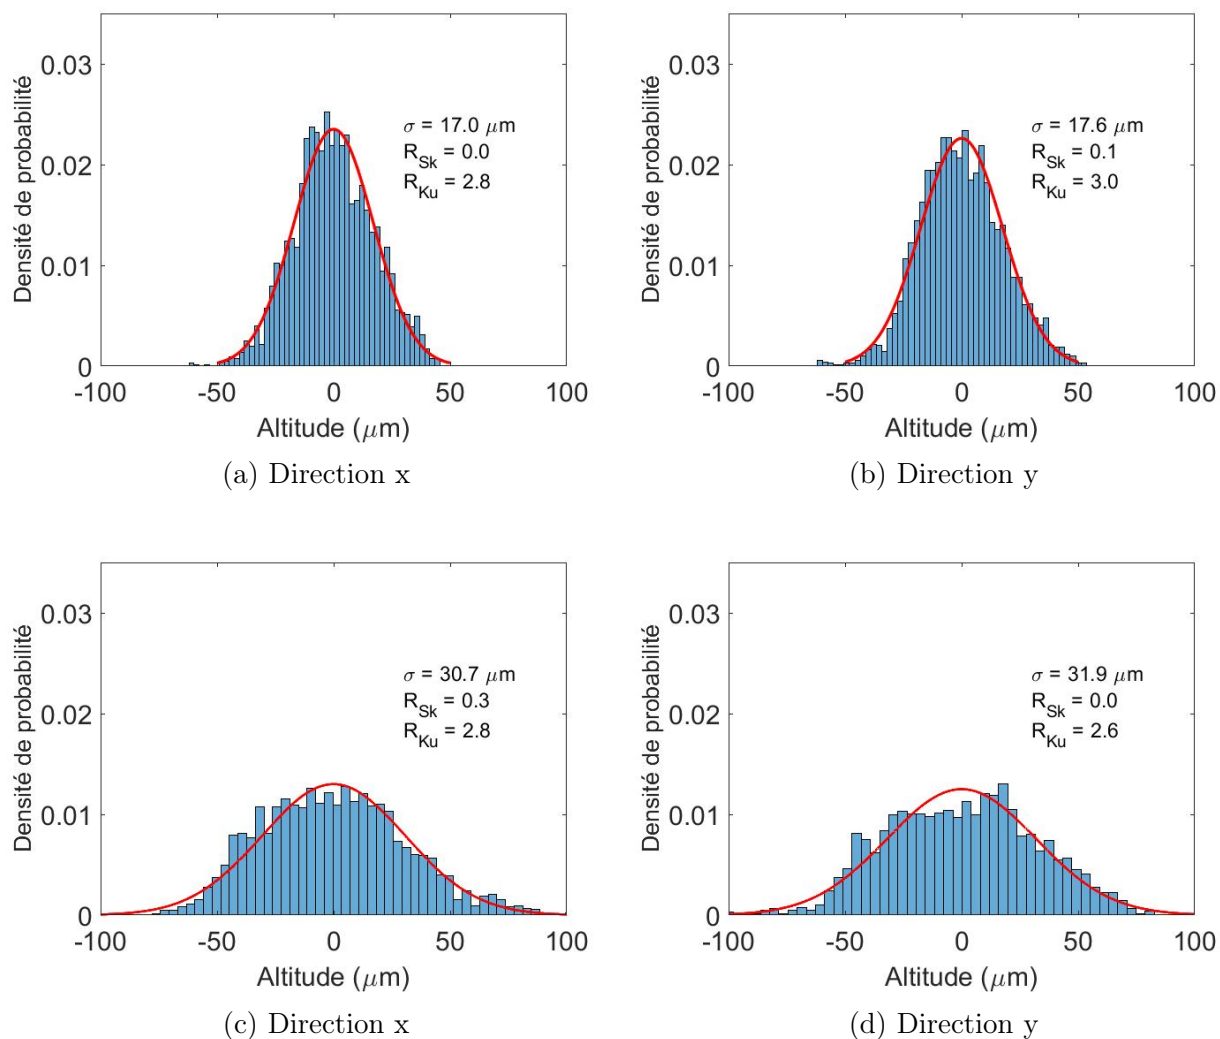 Densité de probabilité
0.03
0.02
0.01
0
σ = 17.0 μm
R_Sk = 0.0
R_Ku = 2.8
-100 -50 0 50 100
Altitude (μm)
(a) Direction x
Densité de probabilité
0.03
0.02
0.01
0
σ = 17.6 μm
R_Sk = 0.1
R_Ku = 3.0
-100 -50 0 50 100
Altitude (μm)
(b) Direction y
Densité de probabilité
0.03
0.02
0.01
0
σ = 30.7 μm
R_Sk = 0.3
R_Ku = 2.8
-100 -50 0 50 100
Altitude (μm)
(c) Direction x
Densité de probabilité
0.03
0.02
0.01
0
σ = 31.9 μm
R_Sk = 0.0
R_Ku = 2.6
-100 -50 0 50 100
Altitude (μm)
(d) Direction y